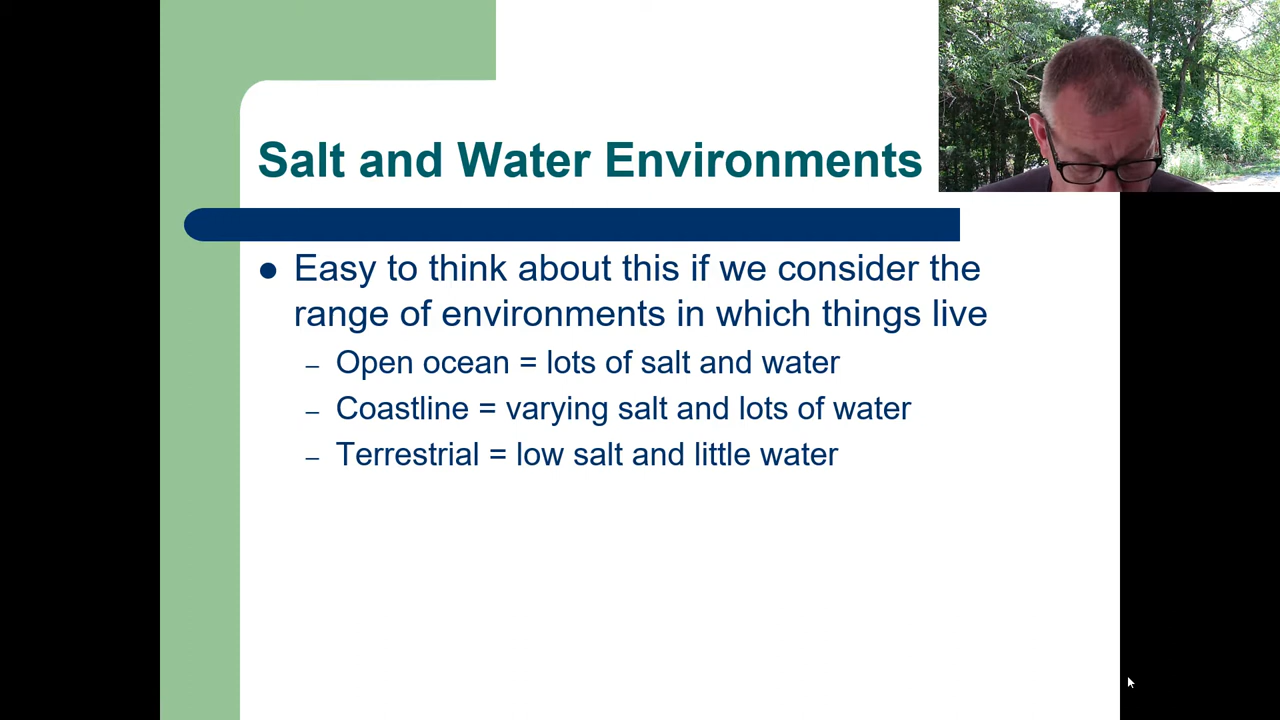 Salt and Water Environments
● Easy to think about this if we consider the
range of environments in which things live
– Open ocean = lots of salt and water
– Coastline = varying salt and lots of water
– Terrestrial = low salt and little water